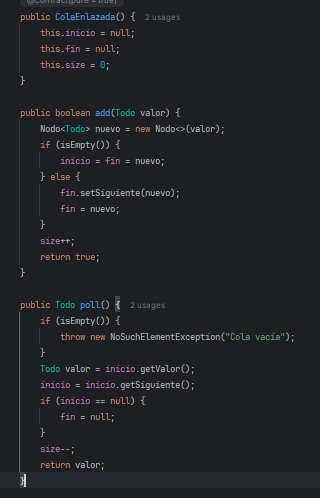 @Contract(pure = true)
public ColaEnlazada() { 2 usages
this.inicio = null;
this.fin = null;
this.size = 0;
}
public boolean add(Todo valor) {
Nodo<Todo> nuevo = new Nodo<>(valor);
if (isEmpty()) {
inicio = fin = nuevo;
} else {
fin.setSiguiente(nuevo);
fin = nuevo;
}
size++;
return true;
}
public Todo poll() { 2 usages
if (isEmpty()) {
throw new NoSuchElementException("Cola vacía");
}
Todo valor = inicio.getValor();
inicio = inicio.getSiguiente();
if (inicio == null) {
fin = null;
}
size--;
return valor;
}